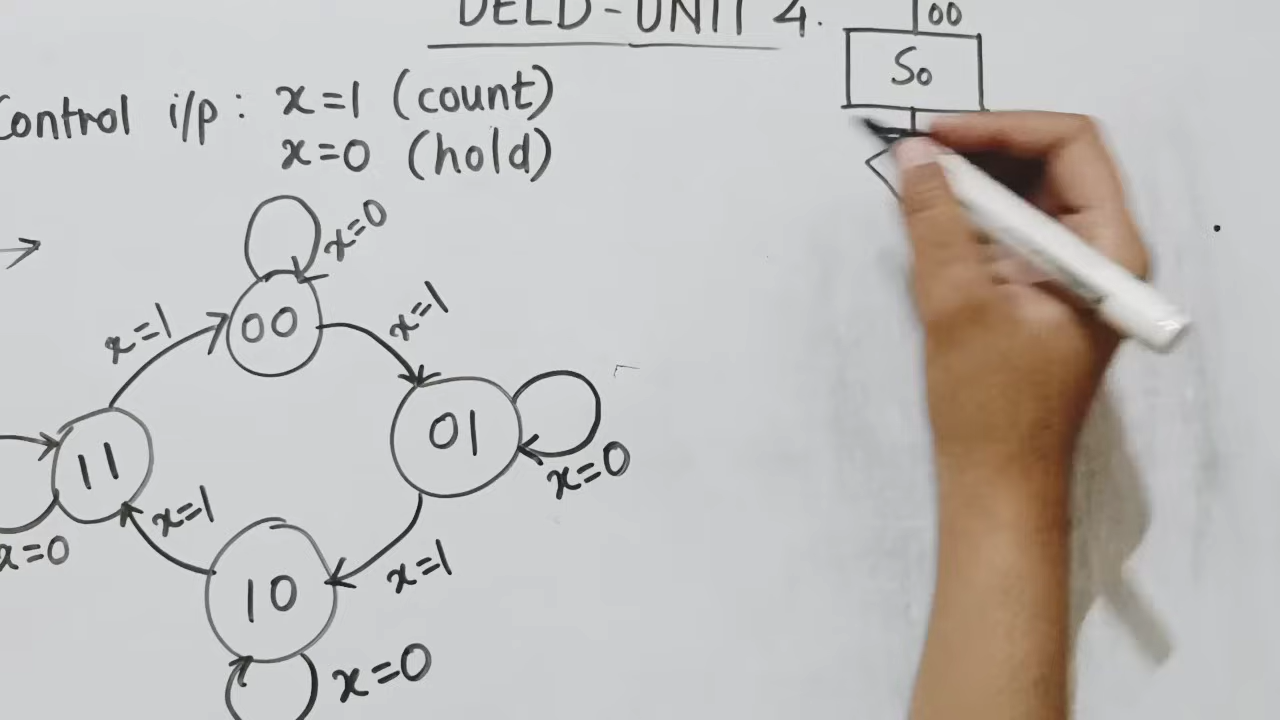 DELD - UNIT 4.
Control i/p : x=1 (count)
x=0 (hold)
00
S0
x=0
x=1
00
x=1
01
x=0
11
x=1
x=0
10
x=1
x=0